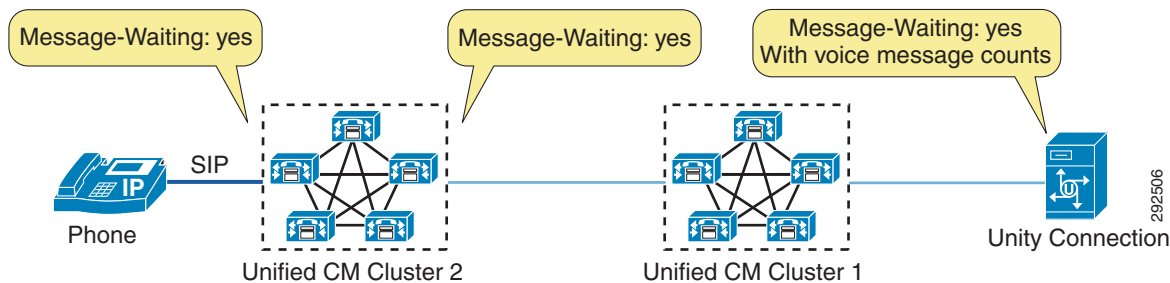 Message-Waiting: yes
Message-Waiting: yes
Message-Waiting: yes
With voice message counts
SIP
IP
U
Phone
Unified CM Cluster 2
Unified CM Cluster 1
Unity Connection
292506